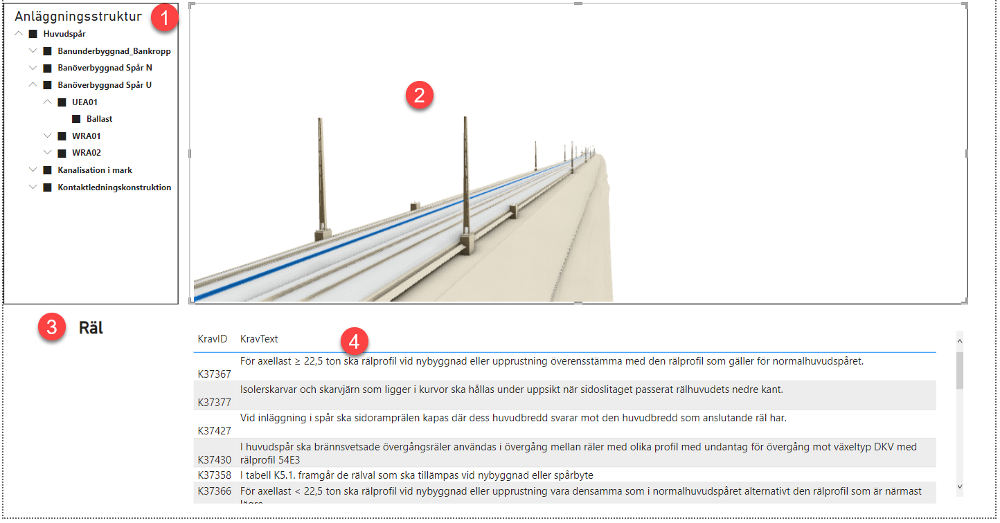 Anläggningsstruktur
1
Huvudspår
Banunderbyggnad_Bankropp
Banöverbyggnad Spår N
Banöverbyggnad Spår U
UEA01
Ballast
WRA01
WRA02
Kanalisation i mark
Kontaktledningskonstruktion
2
3
Räl
4
KravID KravText
För axellast ≥ 22,5 ton ska rälprofil vid nybyggnad eller upprustning överensstämma med den rälprofil som gäller för normalhuvudspåret.
K37367
Isolerskarvar och skarvjärn som ligger i kurvor ska hållas under uppsikt när sidoslitaget passerat rälhuvudets nedre kant.
K37377
Vid inläggning i spår ska sidoramprälen kapas där dess huvudbredd svarar mot den huvudbredd som anslutande räl har.
K37427
I huvudspår ska brännsvetsade övergångsräler användas i övergång mellan räler med olika profil med undantag för övergång mot växeltyp DKV med
K37430 rälprofil 54E3
K37358 I tabell K5.1. framgår de rälval som ska tillämpas vid nybyggnad eller spårbyte
K37366 För axellast < 22,5 ton ska rälprofil vid nybyggnad eller upprustning vara densamma som i normalhuvudspåret alternativt den rälprofil som är närmast
lägre